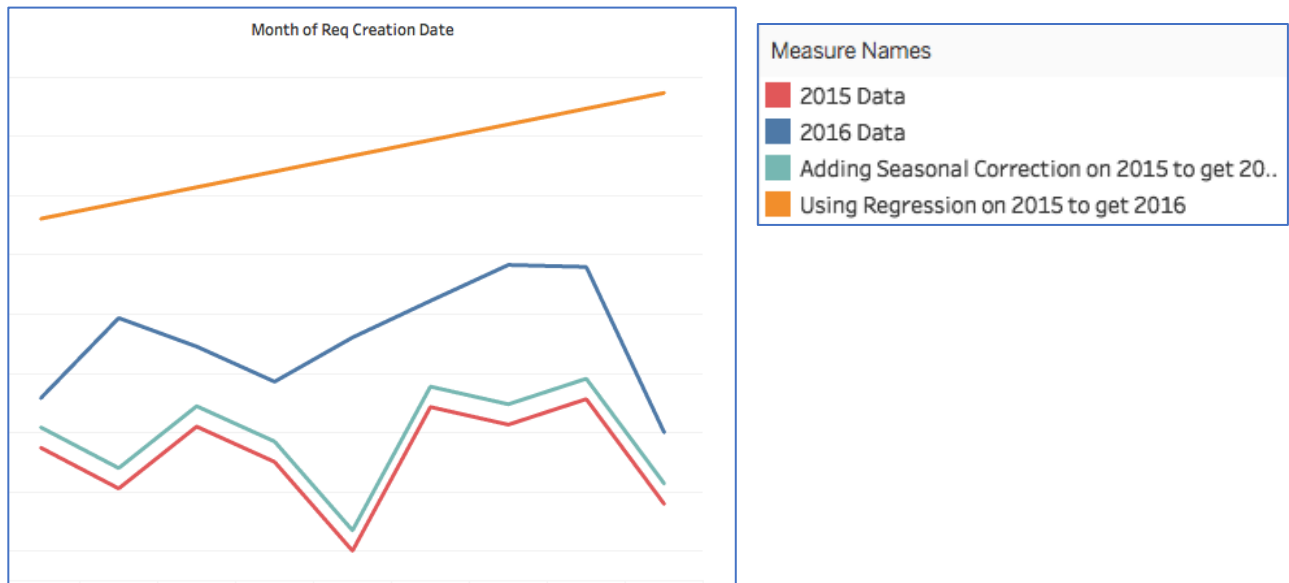 Month of Req Creation Date
Measure Names
2015 Data
2016 Data
Adding Seasonal Correction on 2015 to get 20..
Using Regression on 2015 to get 2016